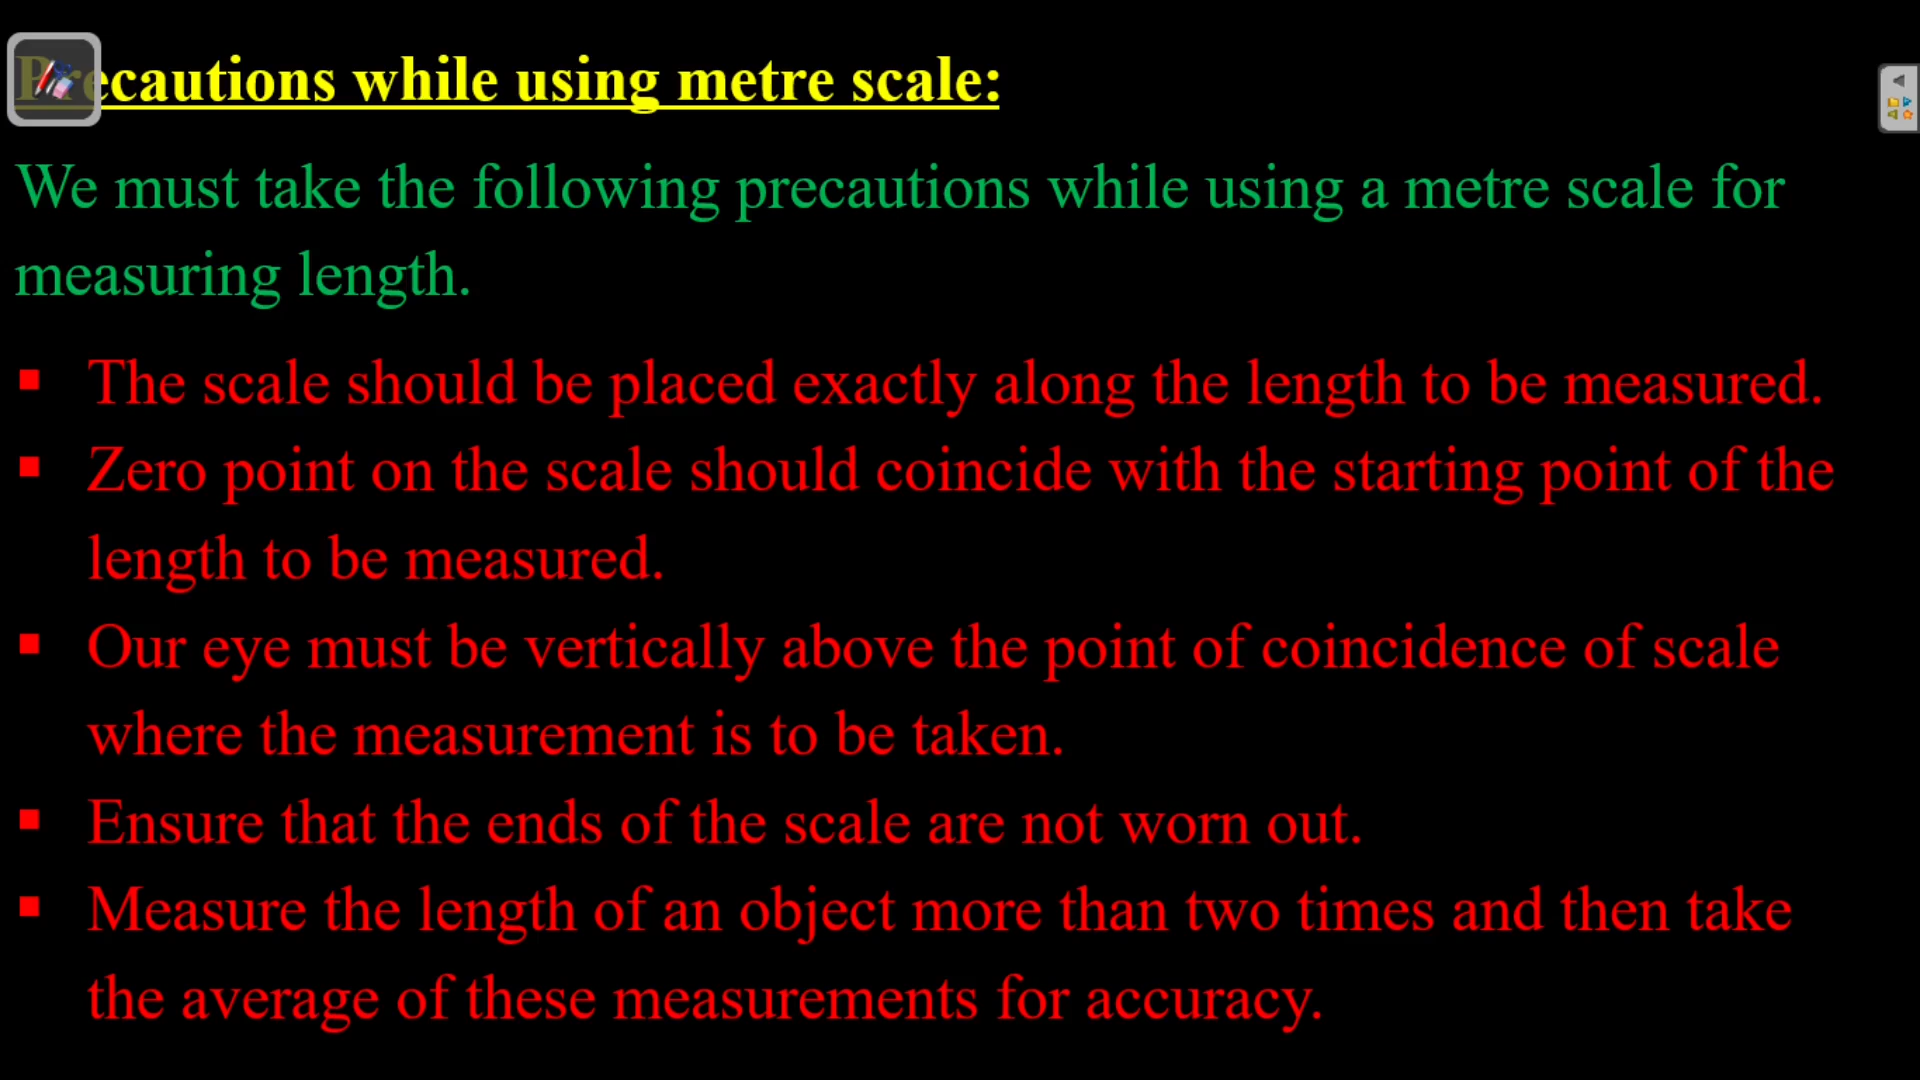 Precautions while using metre scale:
We must take the following precautions while using a metre scale for
measuring length.
▪ The scale should be placed exactly along the length to be measured.
▪ Zero point on the scale should coincide with the starting point of the
length to be measured.
▪ Our eye must be vertically above the point of coincidence of scale
where the measurement is to be taken.
▪ Ensure that the ends of the scale are not worn out.
▪ Measure the length of an object more than two times and then take
the average of these measurements for accuracy.